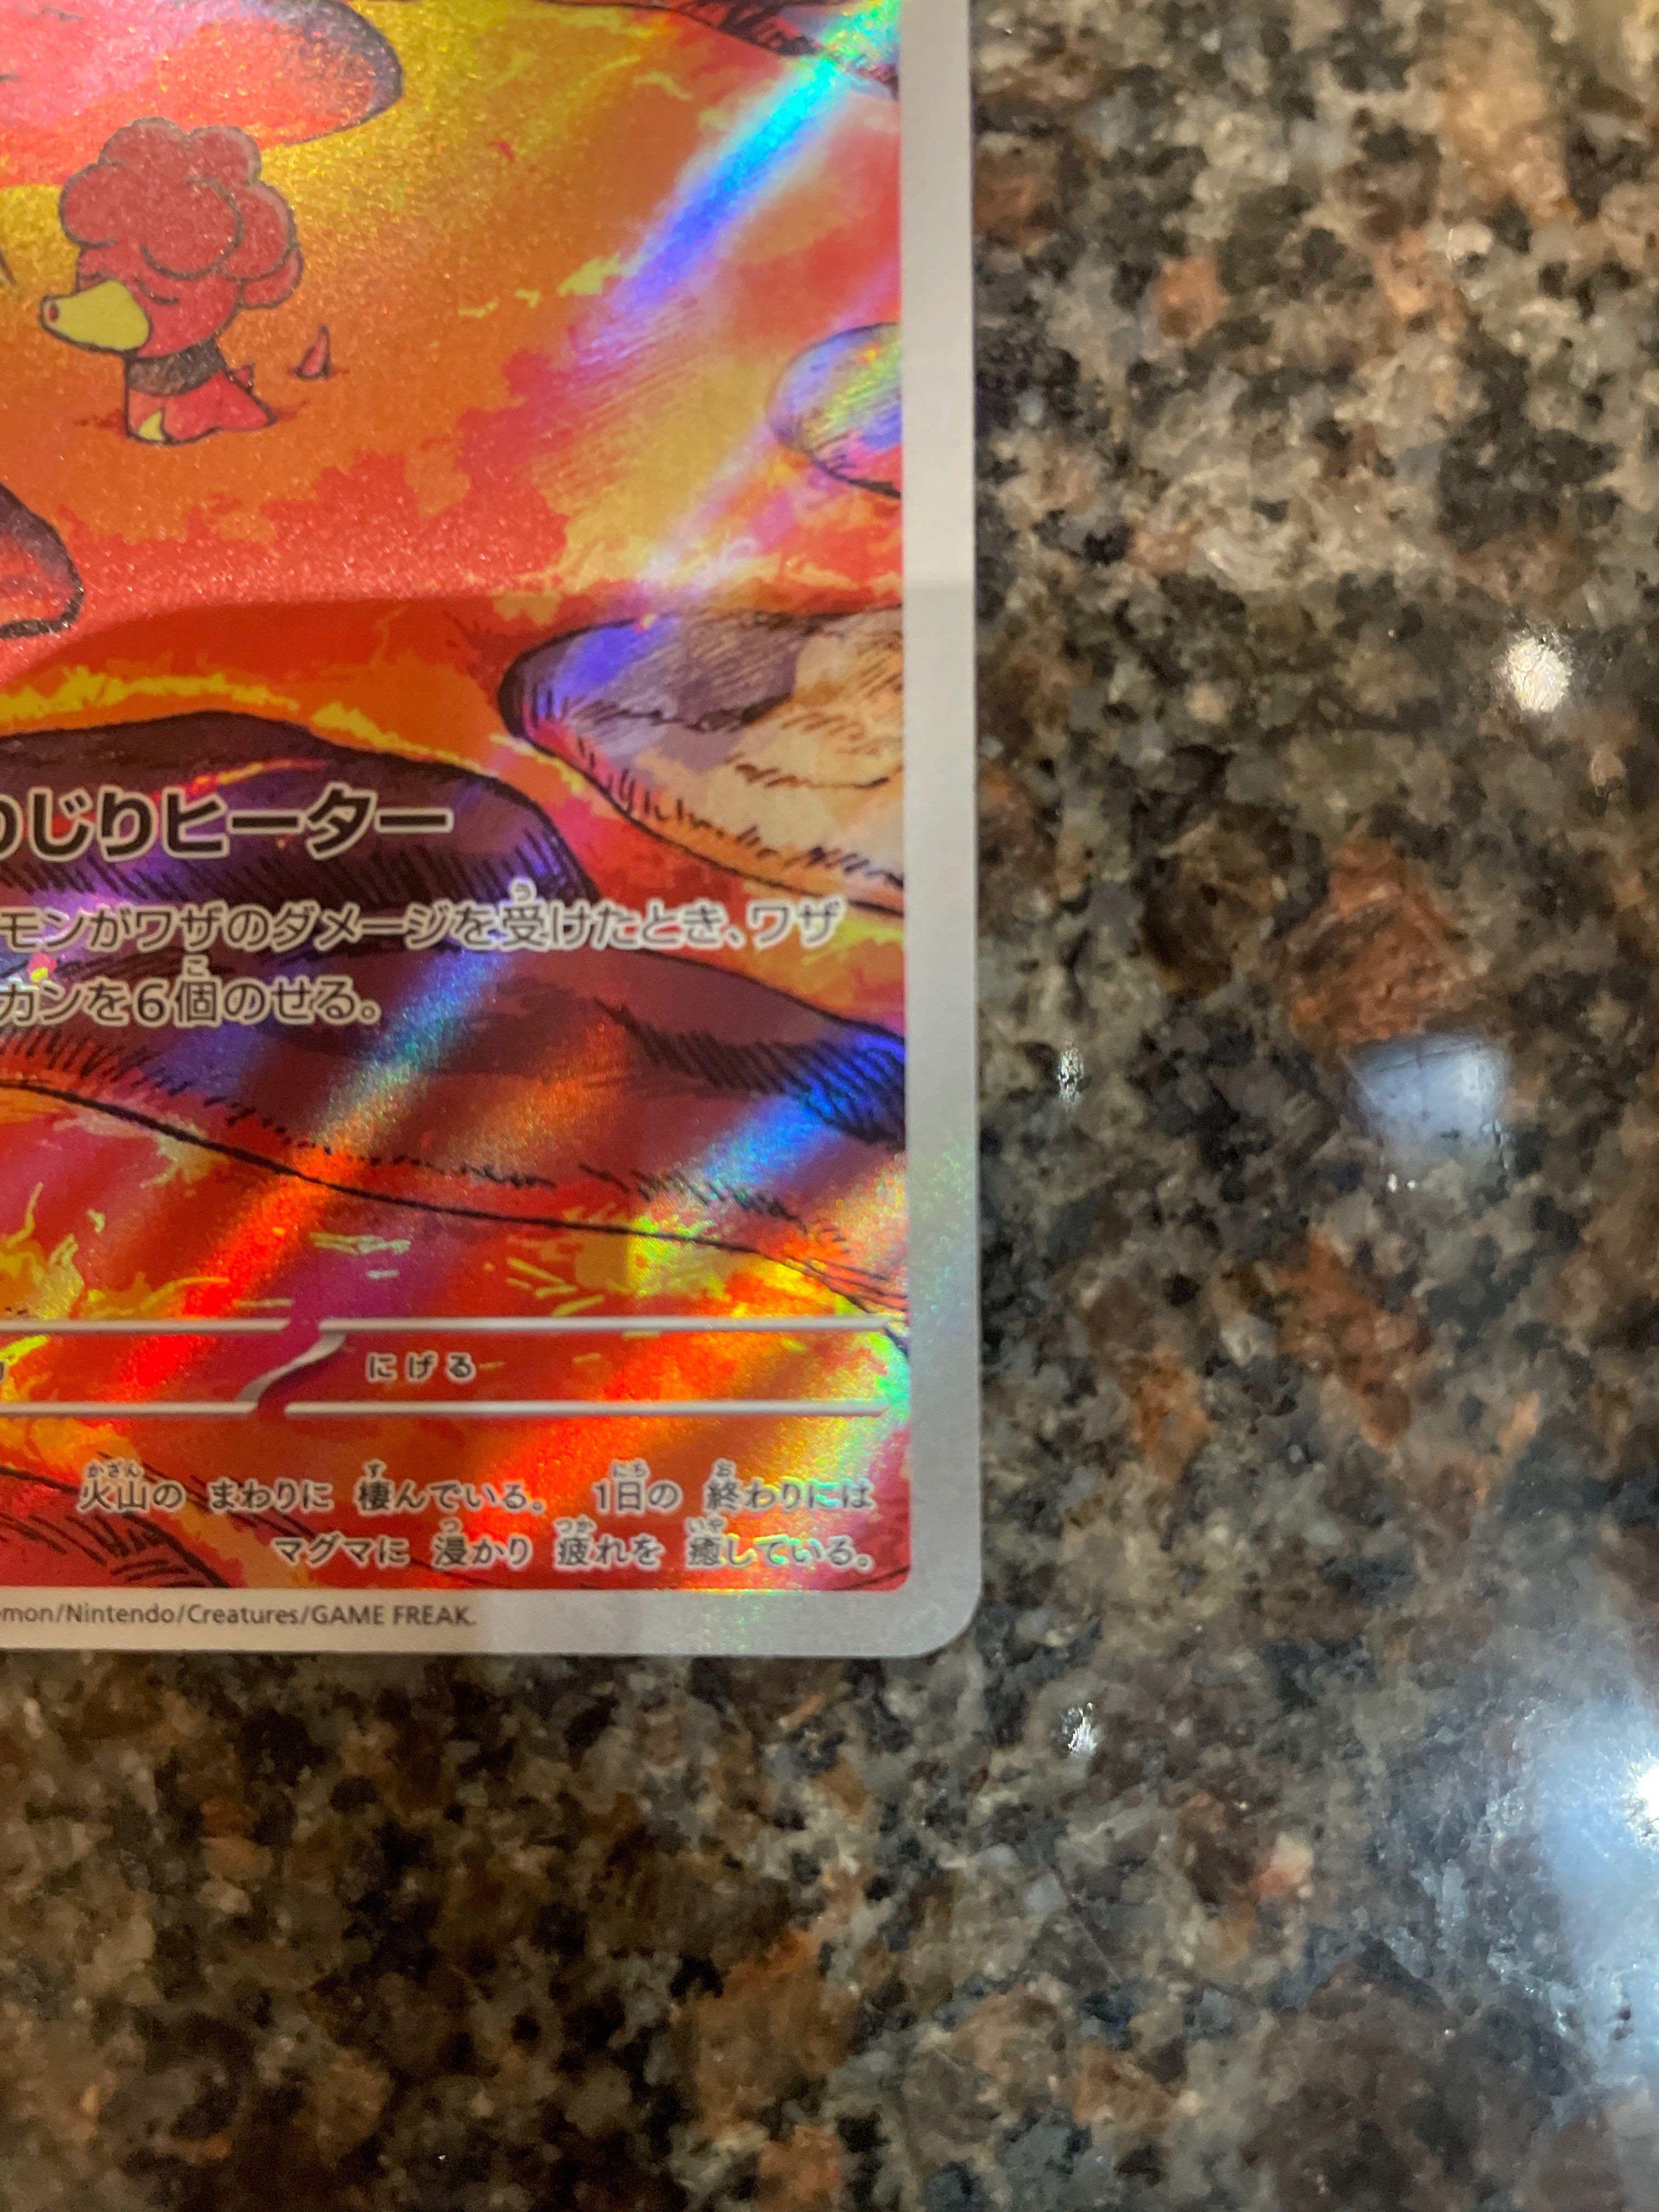 じりヒーター
モンがワザのダメージを受けたとき、ワザ
カンを6個のせる。
にげる
火山の まわりに 棲んでいる。 1日の 終わりには
マグマに 浸かり 疲れを 癒している。
mon/Nintendo/Creatures/GAME FREAK.